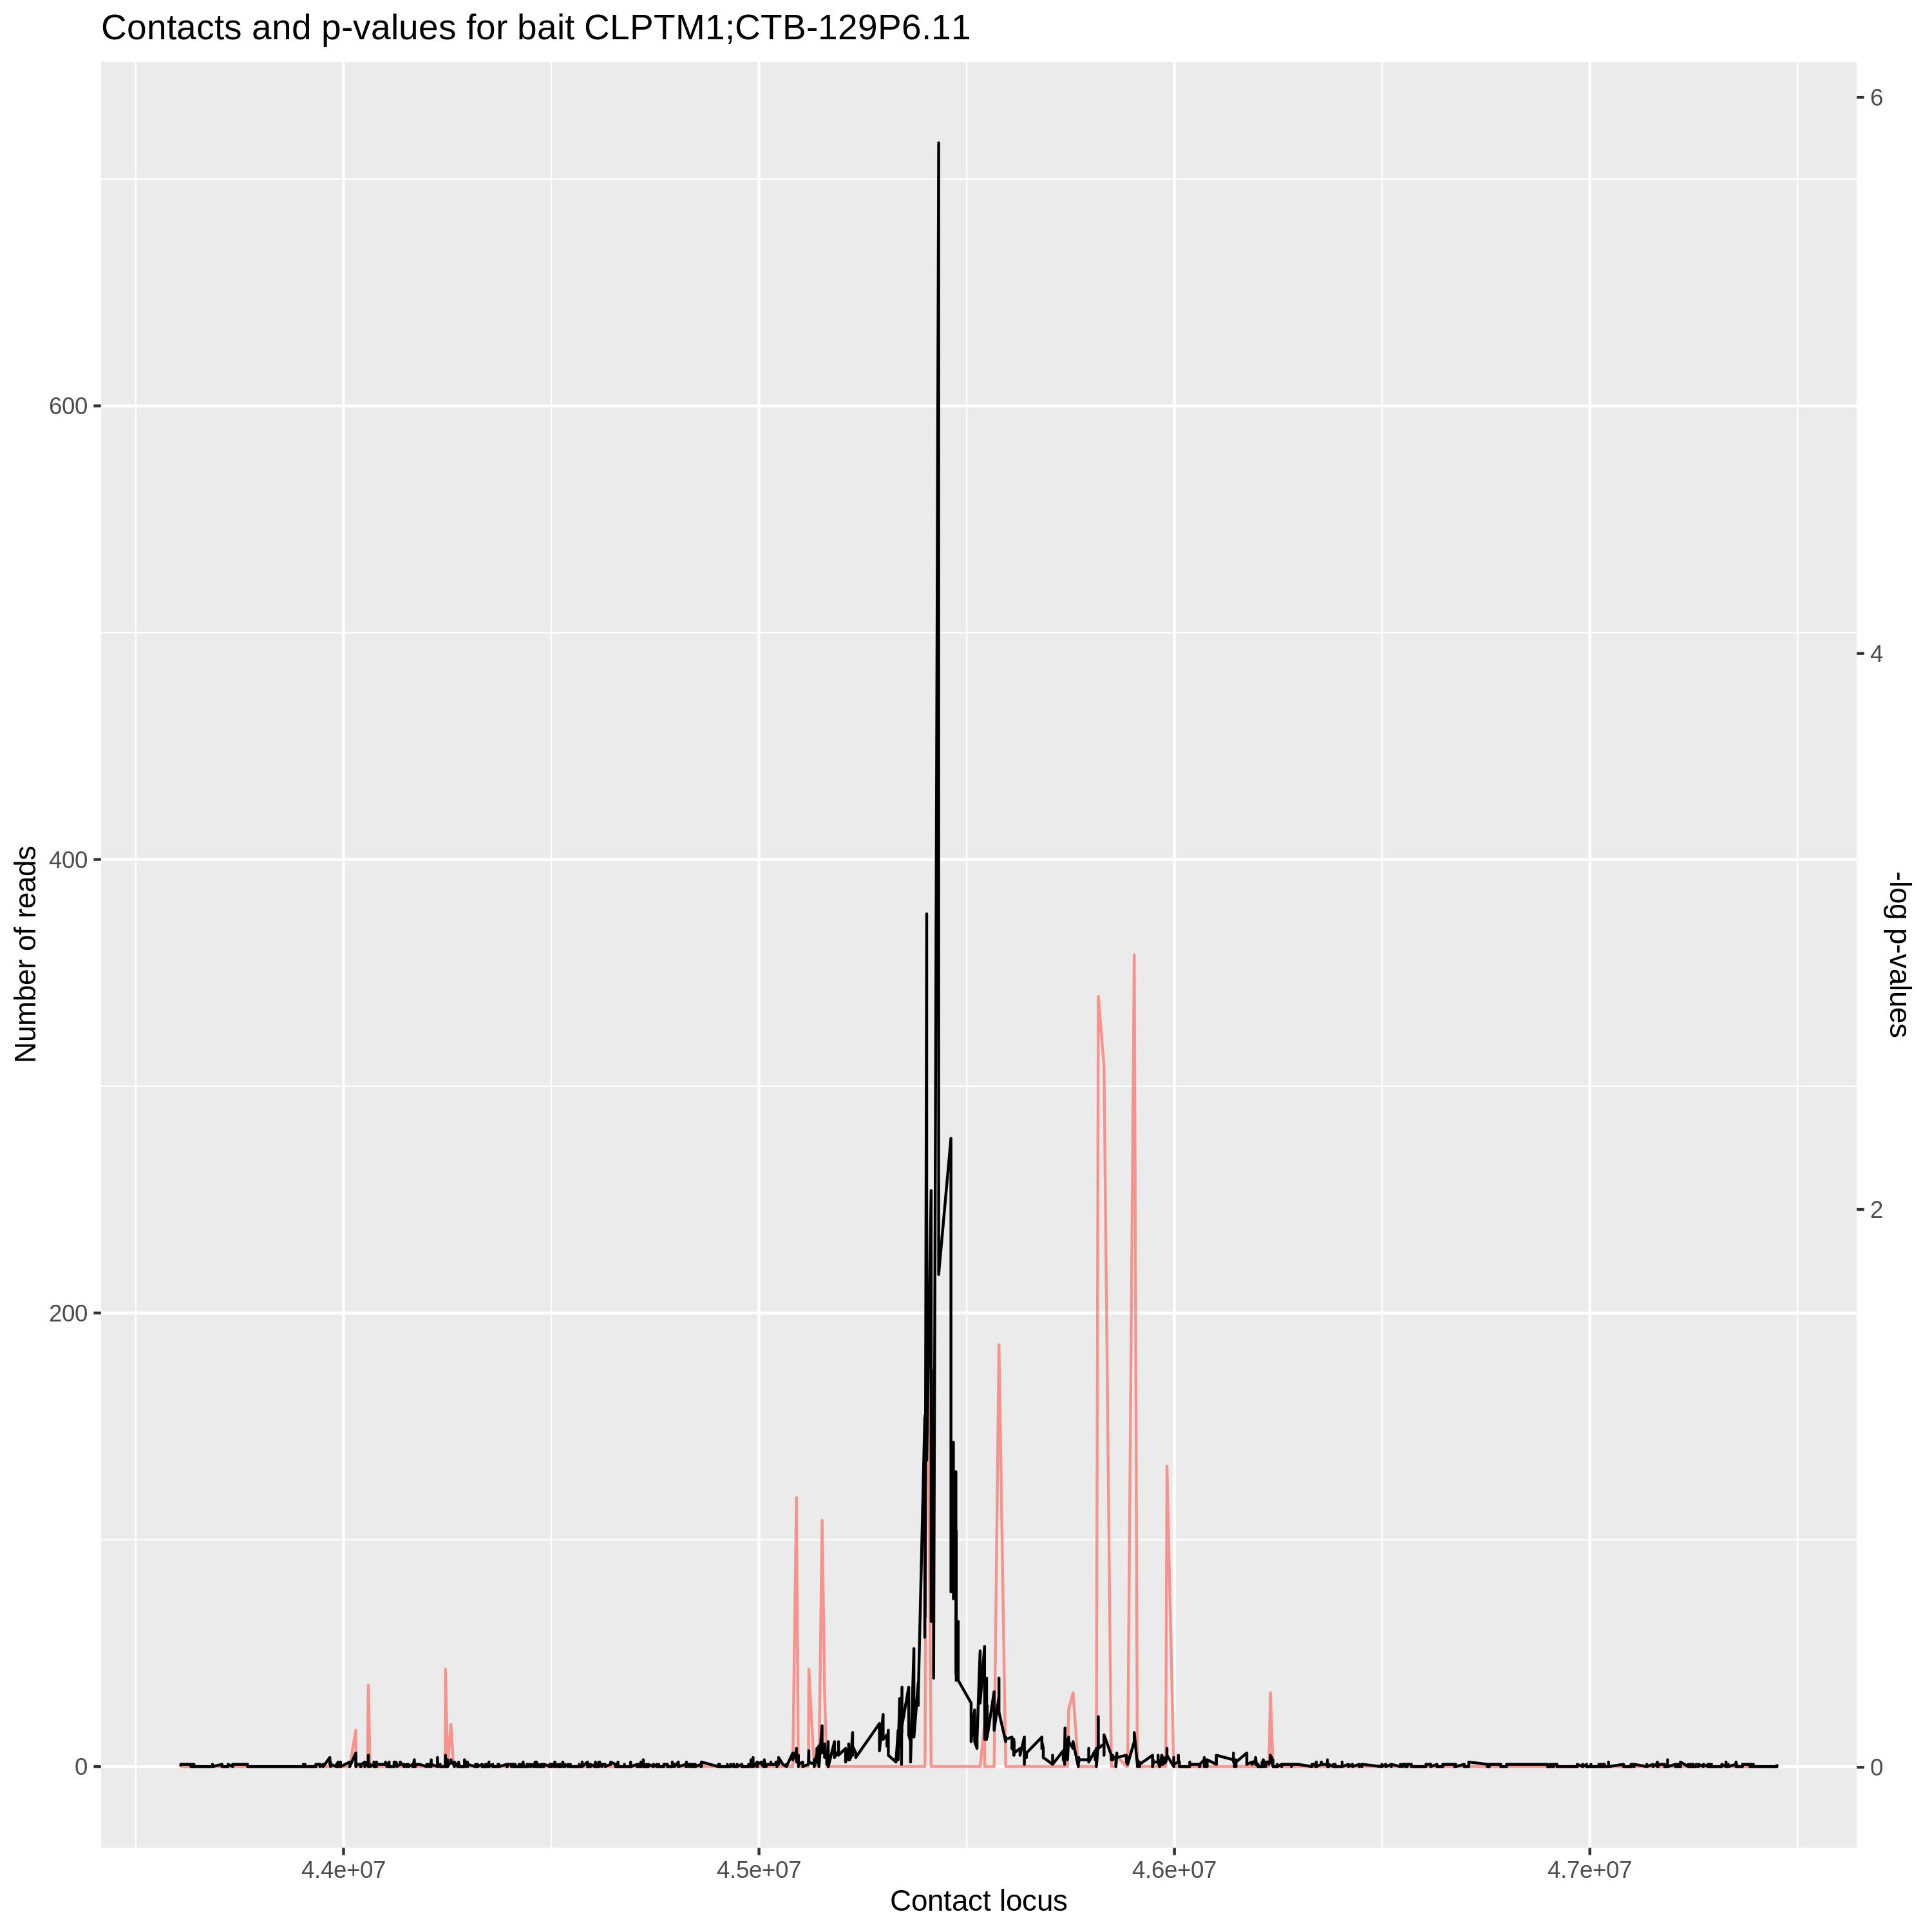 Contacts and p-values for bait CLPTM1;CTB-129P6.11
6
600
4
Number of reads
400
-log p-values
2
200
0
0
4.4e+07
4.5e+07
4.6e+07
4.7e+07
Contact locus